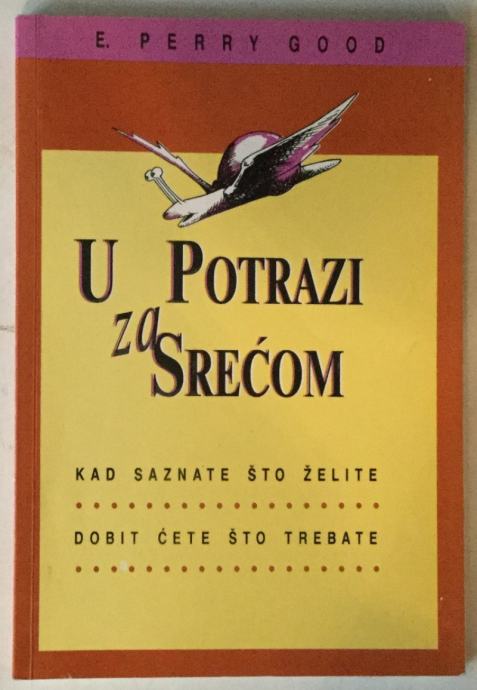 E. PERRY GOOD
U POTRAZI
za
SREĆOM
KAD SAZNATE ŠTO ŽELITE
DOBIT ĆETE ŠTO TREBATE